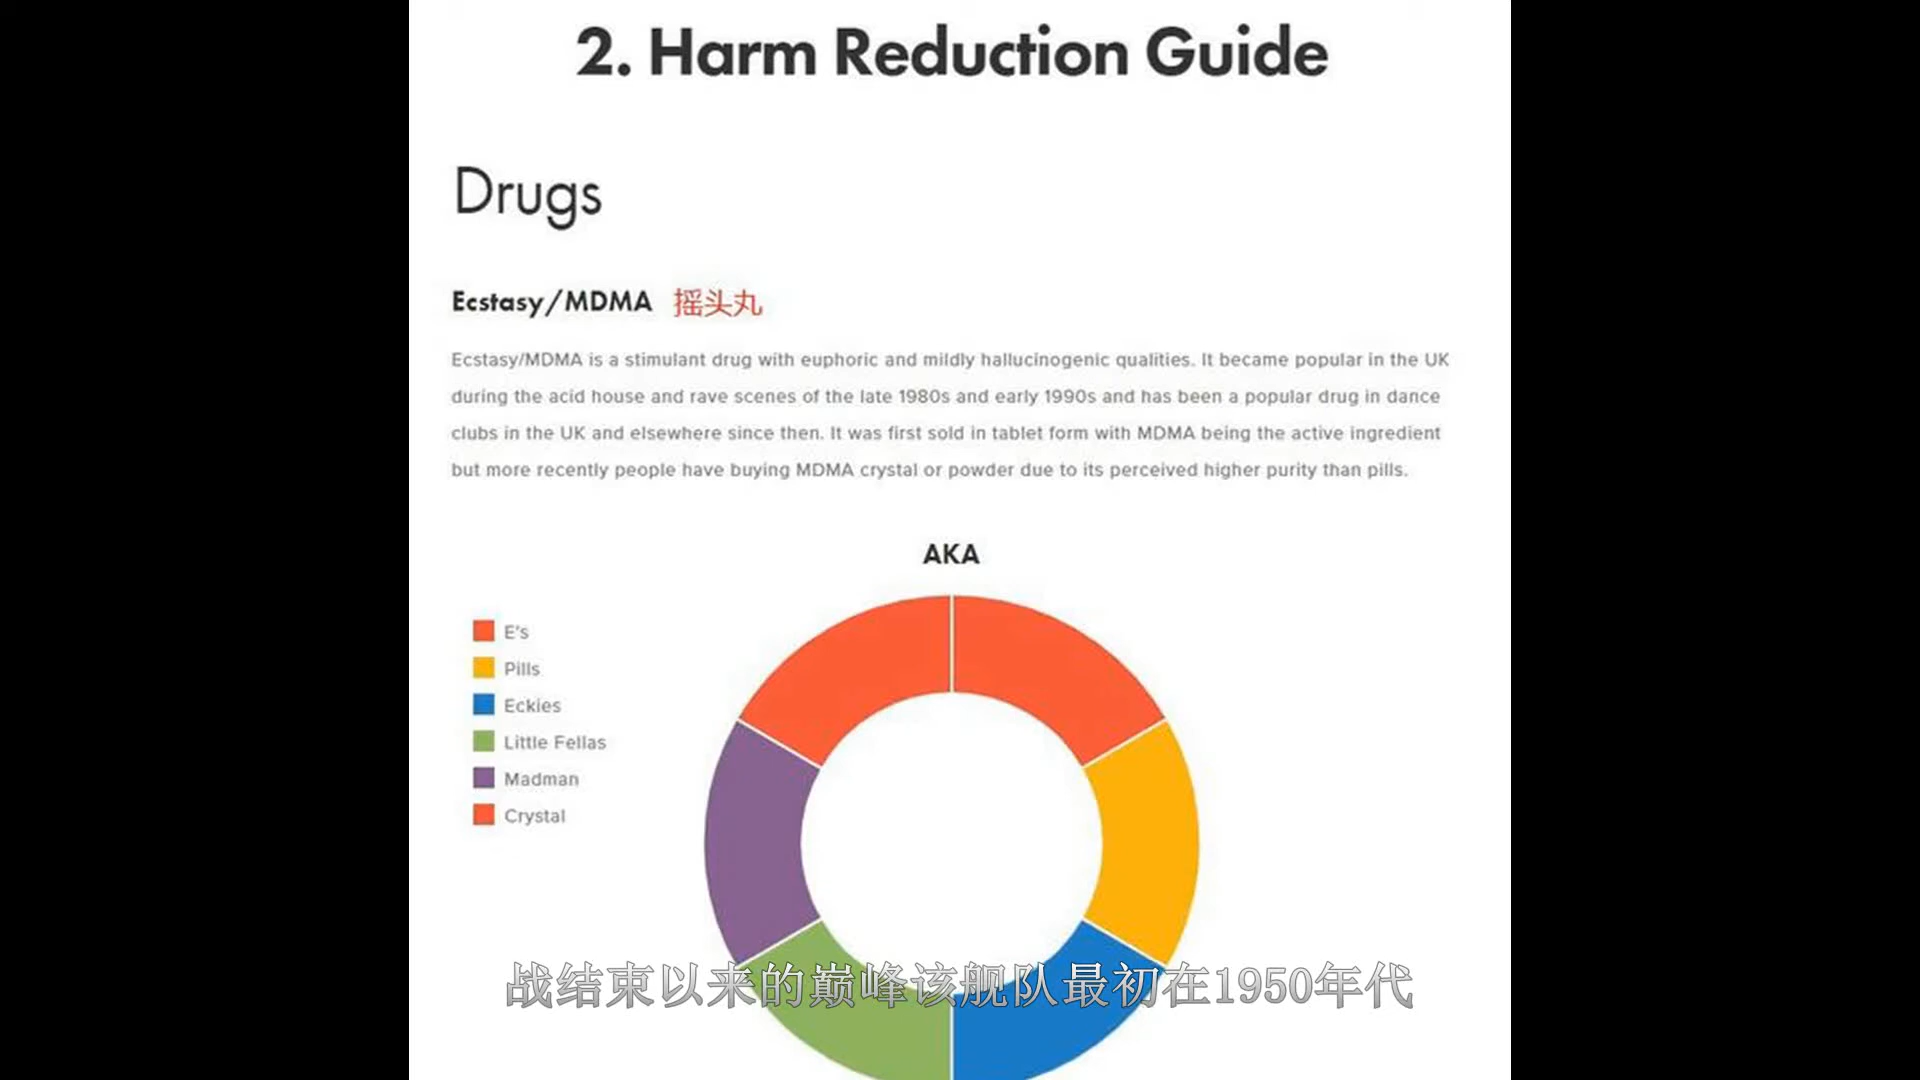 2. Harm Reduction Guide
Drugs
Ecstasy/MDMA 摇头丸
Ecstasy/MDMA is a stimulant drug with euphoric and mildly hallucinogenic qualities. It became popular in the UK
during the acid house and rave scenes of the late 1980s and early 1990s and has been a popular drug in dance
clubs in the UK and elsewhere since then. It was first sold in tablet form with MDMA being the active ingredient
but more recently people have buying MDMA crystal or powder due to its perceived higher purity than pills.
AKA
E's
Pills
Eckies
Little Fellas
Madman
Crystal
战结束以来的巅峰该舰队最初在1950年代